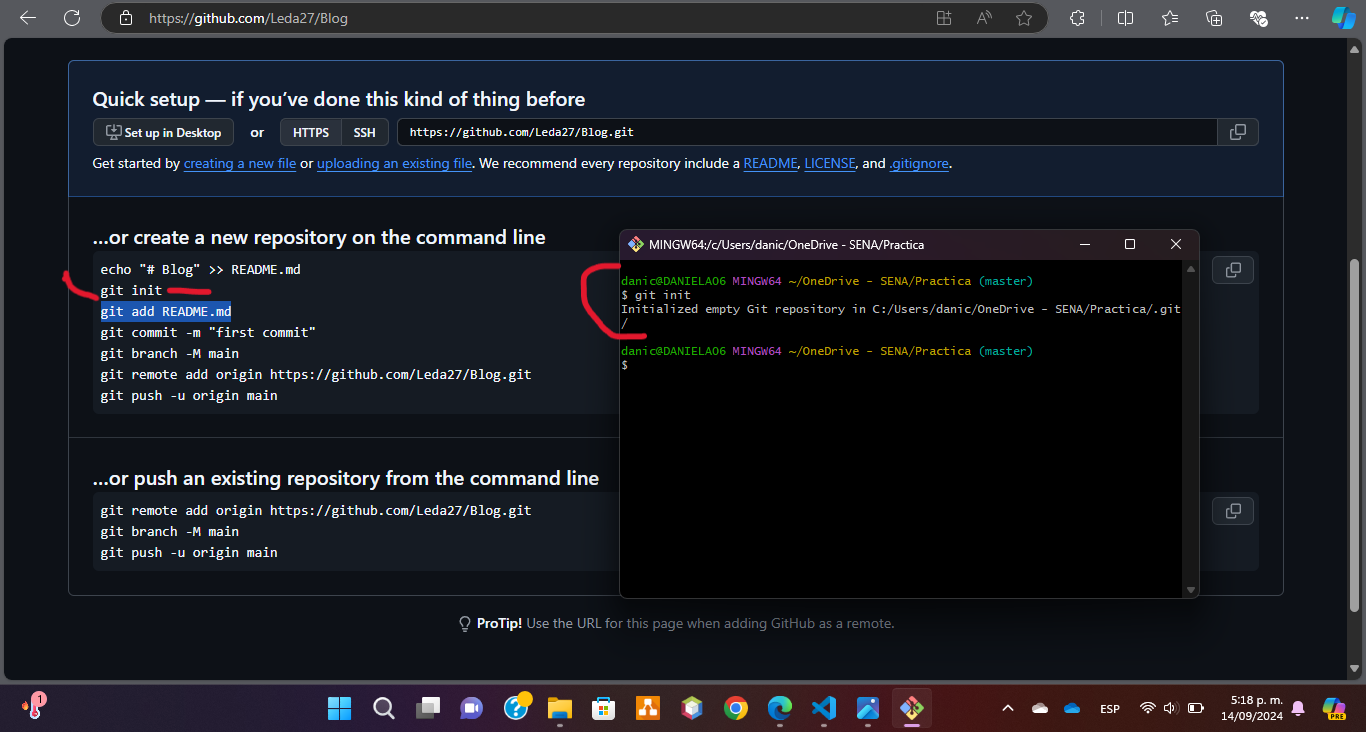 https://github.com/Leda27/Blog
Quick setup — if you've done this kind of thing before
Set up in Desktop or HTTPS SSH https://github.com/Leda27/Blog.git
Get started by creating a new file or uploading an existing file. We recommend every repository include a README, LICENSE, and .gitignore.
...or create a new repository on the command line
echo "# Blog" >> README.md
git init
git add README.md
git commit -m "first commit"
git branch -M main
git remote add origin https://github.com/Leda27/Blog.git
git push -u origin main
MINGW64:/c/Users/danic/OneDrive - SENA/Practica
danic@DANIELA06 MINGW64 ~/OneDrive - SENA/Practica (master)
$ git init
Initialized empty Git repository in C:/Users/danic/OneDrive - SENA/Practica/.git
/
danic@DANIELA06 MINGW64 ~/OneDrive - SENA/Practica (master)
$
...or push an existing repository from the command line
git remote add origin https://github.com/Leda27/Blog.git
git branch -M main
git push -u origin main
ProTip! Use the URL for this page when adding GitHub as a remote.
1
ESP
5:18 p. m.
14/09/2024
PRE